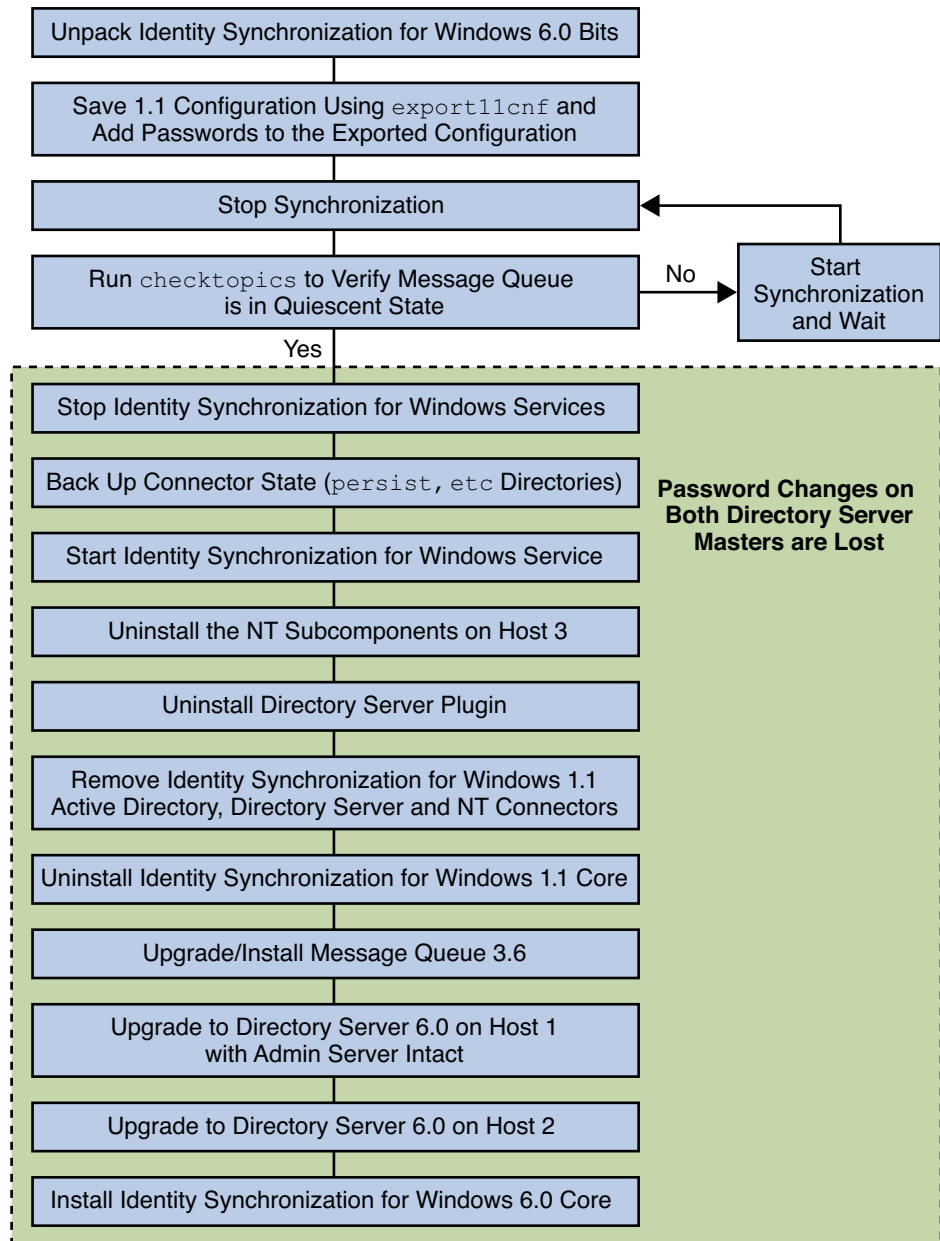 Unpack Identity Synchronization for Windows 6.0 Bits
Save 1.1 Configuration Using export11cnf and
Add Passwords to the Exported Configuration
Stop Synchronization
Run checktopics to Verify Message Queue
is in Quiescent State
No
Start
Synchronization
and Wait
Yes
Stop Identity Synchronization for Windows Services
Back Up Connector State (persist, etc Directories)
Password Changes on
Both Directory Server
Masters are Lost
Start Identity Synchronization for Windows Service
Uninstall the NT Subcomponents on Host 3
Uninstall Directory Server Plugin
Remove Identity Synchronization for Windows 1.1
Active Directory, Directory Server and NT Connectors
Uninstall Identity Synchronization for Windows 1.1 Core
Upgrade/Install Message Queue 3.6
Upgrade to Directory Server 6.0 on Host 1
with Admin Server Intact
Upgrade to Directory Server 6.0 on Host 2
Install Identity Synchronization for Windows 6.0 Core